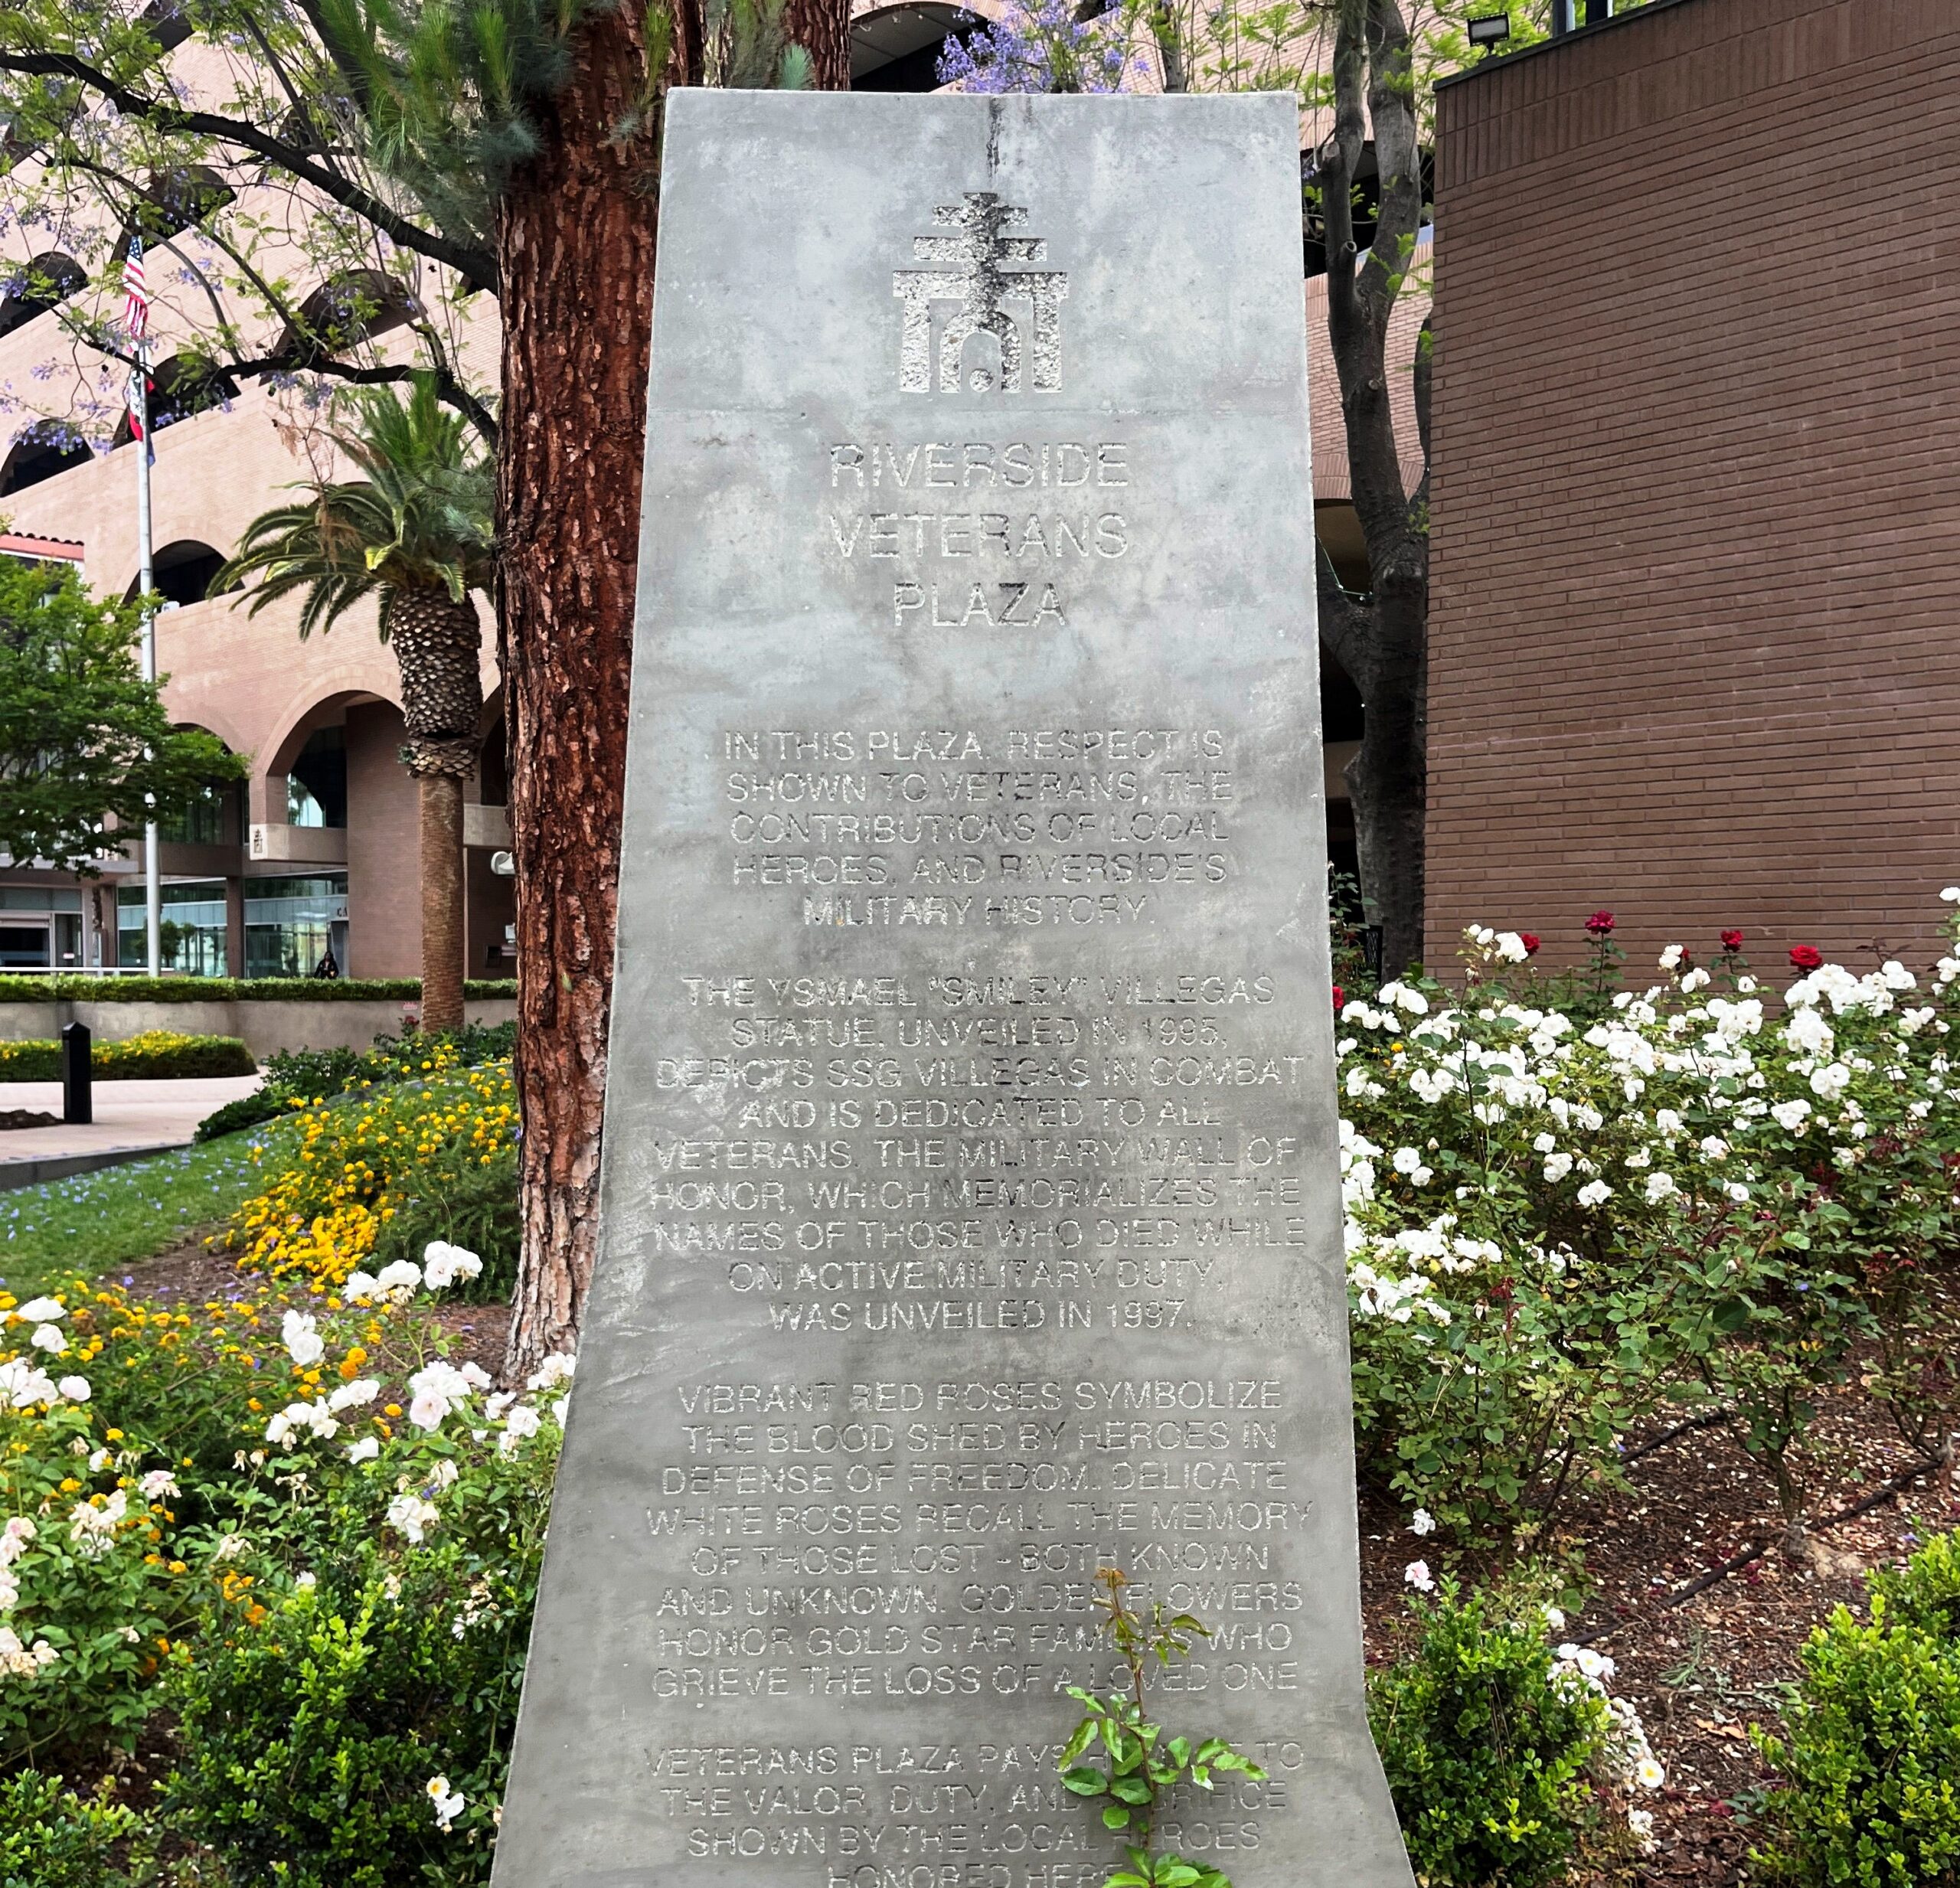 RIVERSIDE
VETERANS
PLAZA
IN THIS PLAZA, RESPECT IS
SHOWN TO VETERANS, THE
CONTRIBUTIONS OF LOCAL
HEROES, AND RIVERSIDE'S
MILITARY HISTORY.
THE YSMAEL "SMILEY" VILLEGAS
STATUE, UNVEILED IN 1995,
DEPICTS SSG VILLEGAS IN COMBAT
AND IS DEDICATED TO ALL
VETERANS. THE MILITARY WALL OF
HONOR, WHICH MEMORIALIZES THE
NAMES OF THOSE WHO DIED WHILE
ON ACTIVE MILITARY DUTY,
WAS UNVEILED IN 1997.
VIBRANT RED ROSES SYMBOLIZE
THE BLOOD SHED BY HEROES IN
DEFENSE OF FREEDOM. DELICATE
WHITE ROSES RECALL THE MEMORY
OF THOSE LOST - BOTH KNOWN
AND UNKNOWN. GOLDEN FLOWERS
HONOR GOLD STAR FAMILIES WHO
GRIEVE THE LOSS OF A LOVED ONE
VETERANS PLAZA PAYS TO
THE VALOR, DUTY, AND SACRIFICE
SHOWN BY THE LOCAL HEROES
HONORED HERE